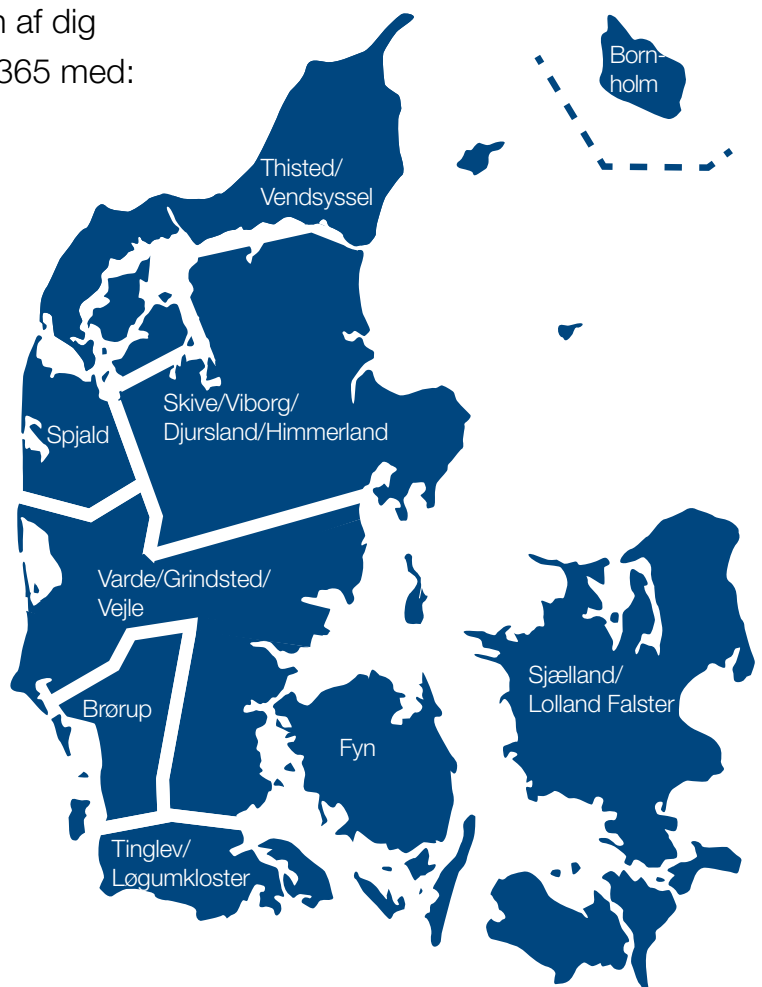 af dig
365 med:
Born-
holm
Thisted/
Vendsyssel
Skive/Viborg/
Djursland/Himmerland
Spjald
Varde/Grindsted/
Vejle
Sjælland/
Lolland Falster
Brørup
Fyn
Tinglev/
Løgumkloster